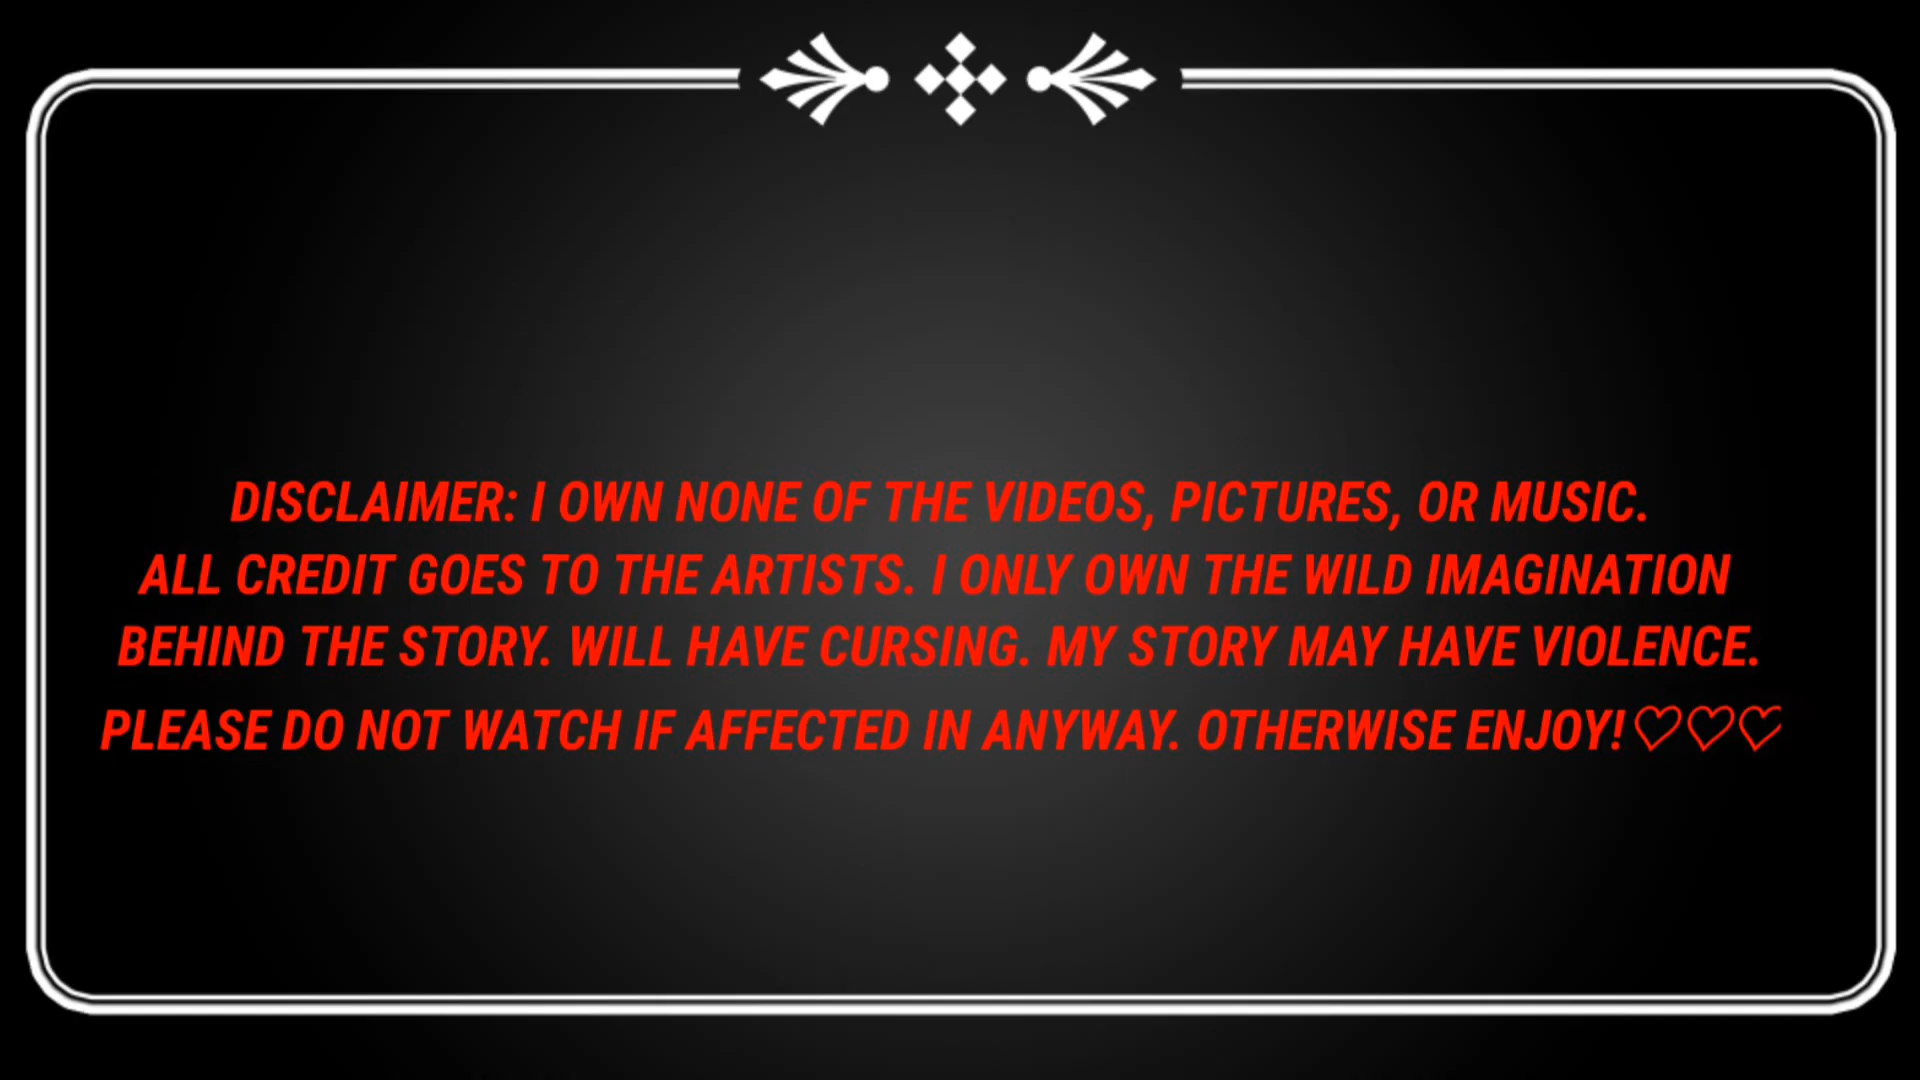 DISCLAIMER: I OWN NONE OF THE VIDEOS, PICTURES, OR MUSIC.
ALL CREDIT GOES TO THE ARTISTS. I ONLY OWN THE WILD IMAGINATION
BEHIND THE STORY. WILL HAVE CURSING. MY STORY MAY HAVE VIOLENCE.
PLEASE DO NOT WATCH IF AFFECTED IN ANYWAY. OTHERWISE ENJOY!♡♡♡